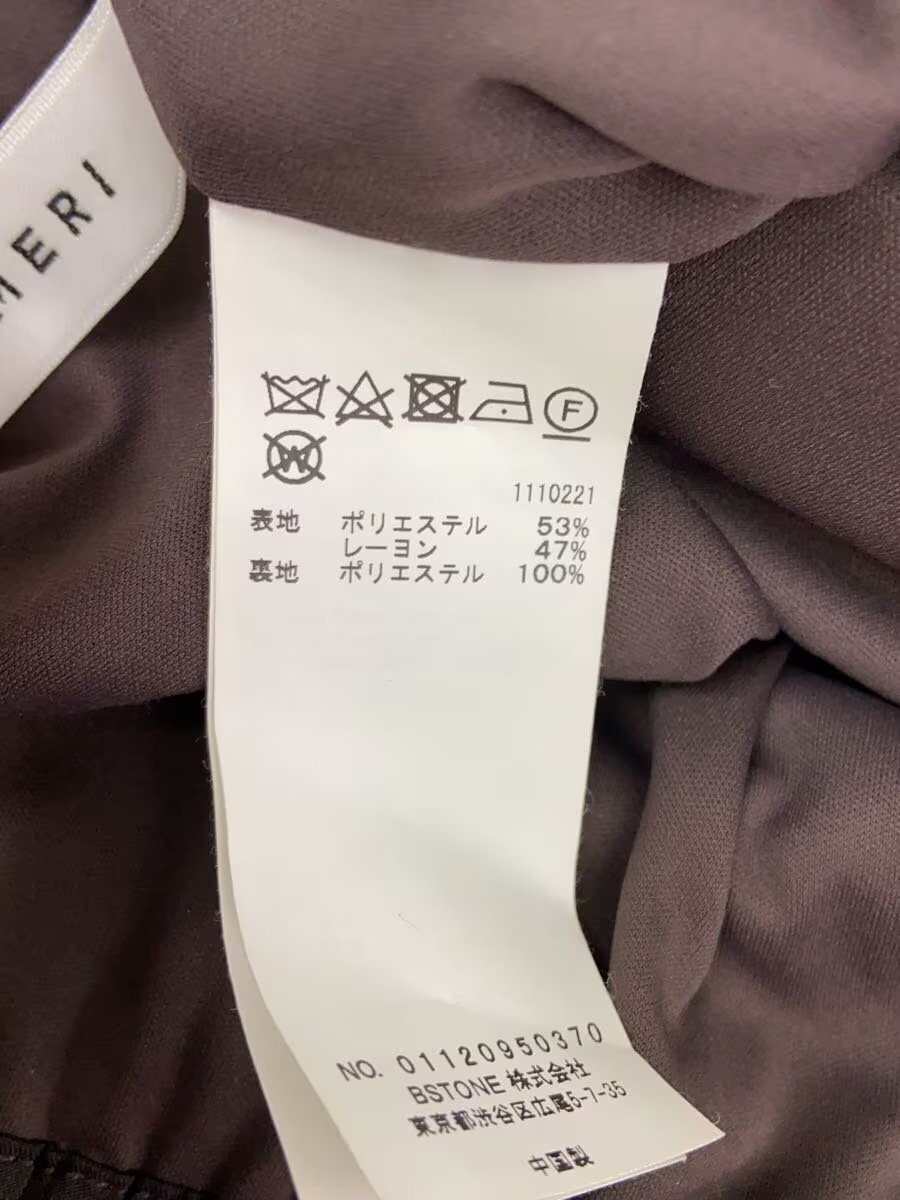 MERI
F
W
1110221
表地 ポリエステル 53%
レーヨン 47%
裏地 ポリエステル 100%
NO. 01120950370
BSTONE 株式会社
東京都渋谷区広尾5-7-35
中国製